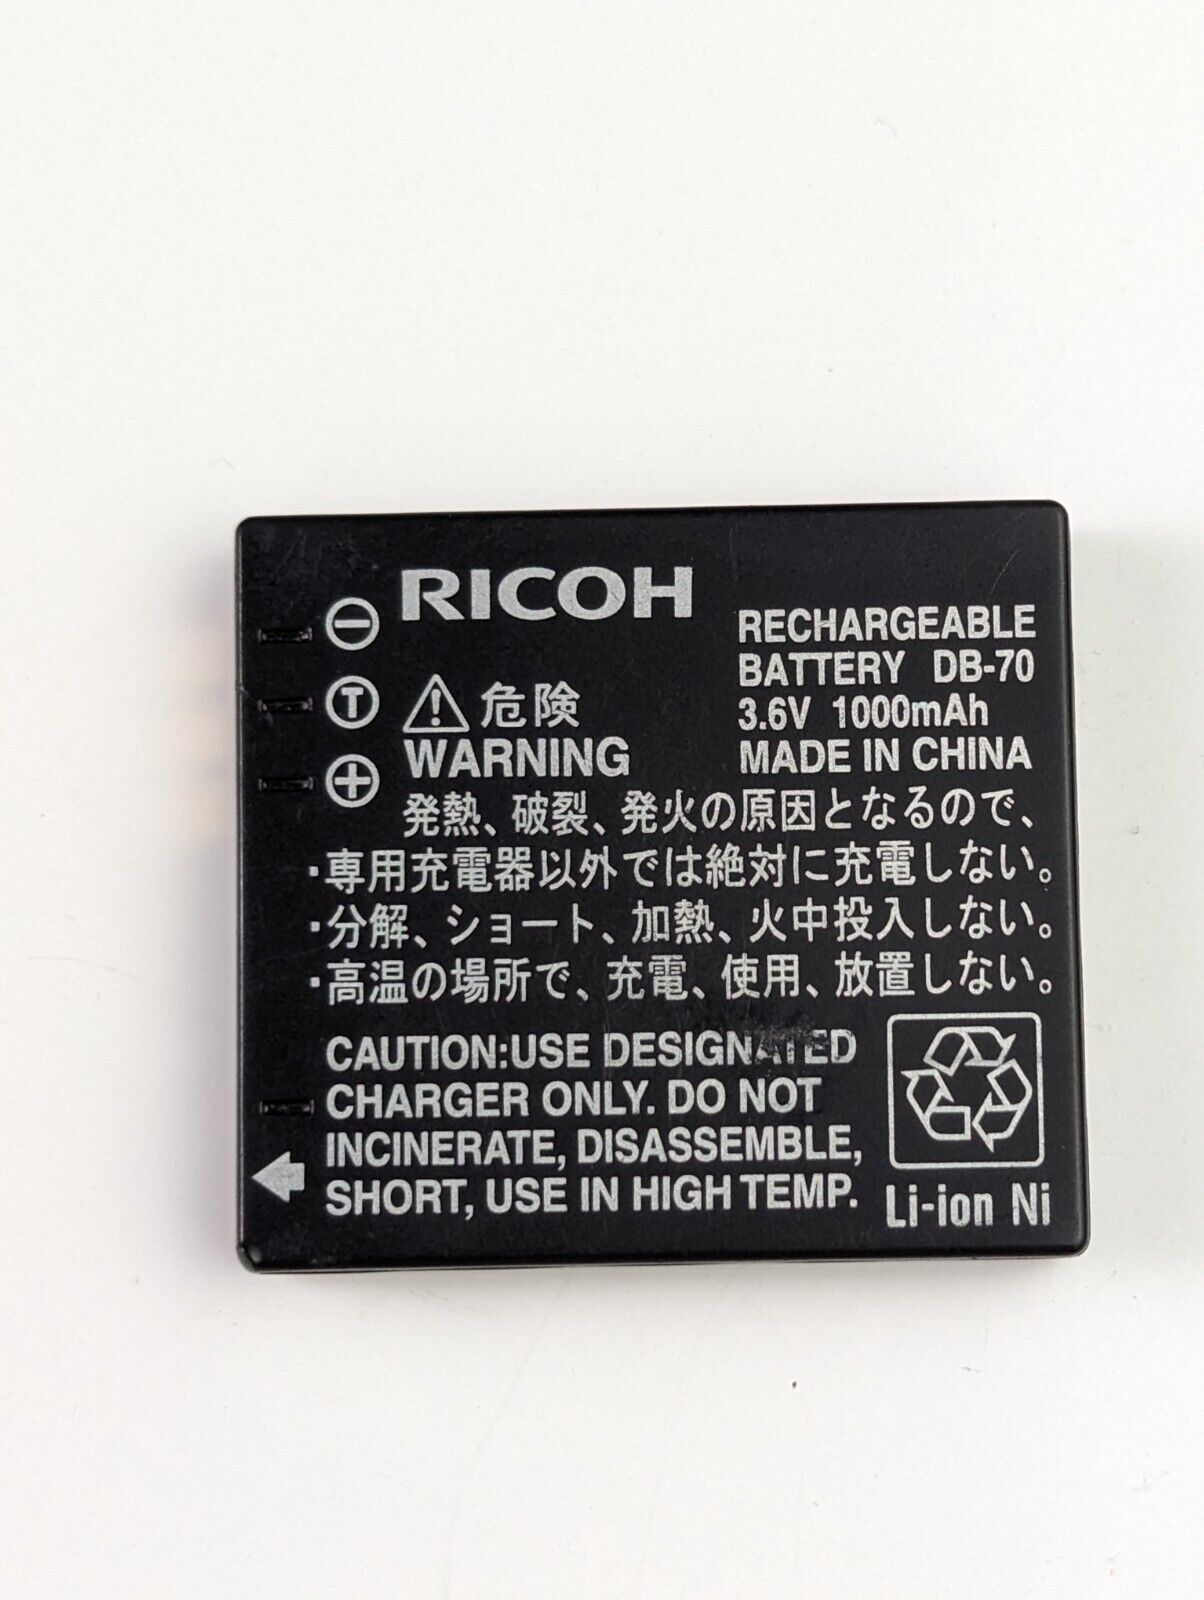 RICOH
RECHARGEABLE
BATTERY DB-70
3.6V 1000mAh
MADE IN CHINA
⊖
Ⓣ
⊕
⚠危険
WARNING
発熱、破裂、発火の原因となるので、
・専用充電器以外では絶対に充電しない。
・分解、ショート、加熱、火中投入しない。
・高温の場所で、充電、使用、放置しない。
CAUTION:USE DESIGNATED
CHARGER ONLY. DO NOT
INCINERATE, DISASSEMBLE,
SHORT, USE IN HIGH TEMP.
Li-ion Ni